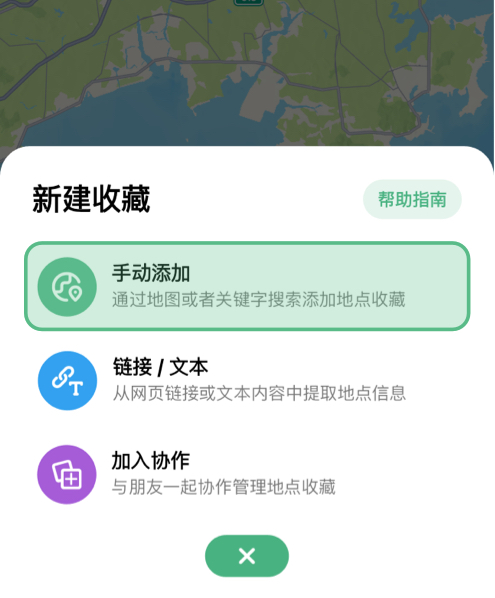 新建收藏
帮助指南
手动添加
通过地图或者关键字搜索添加地点收藏
链接 / 文本
从网页链接或文本内容中提取地点信息
加入协作
与朋友一起协作管理地点收藏